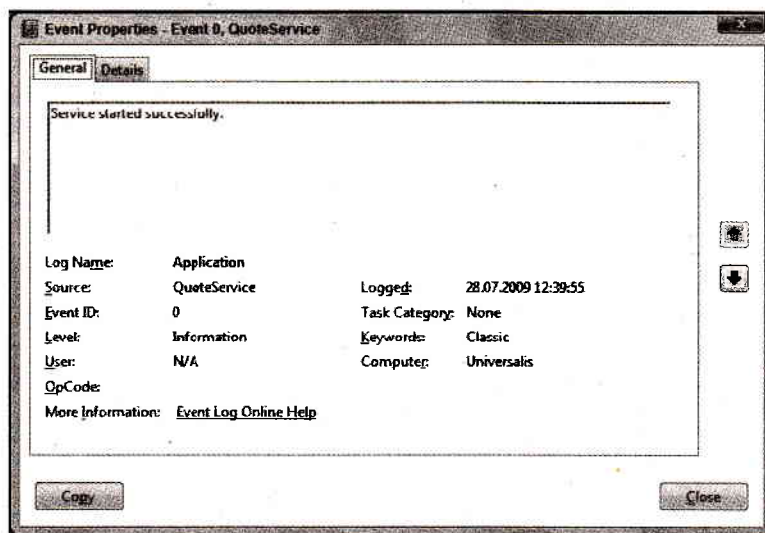 Event Properties - Event 0, QuoteService
General Details
Service started successfully.
Log Name: Application
Source: QuoteService Logged: 28.07.2009 12:39:55
Event ID: 0 Task Category: None
Level: Information Keywords: Classic
User: N/A Computer: Universalis
OpCode:
More Information: Event Log Online Help
Copy Close